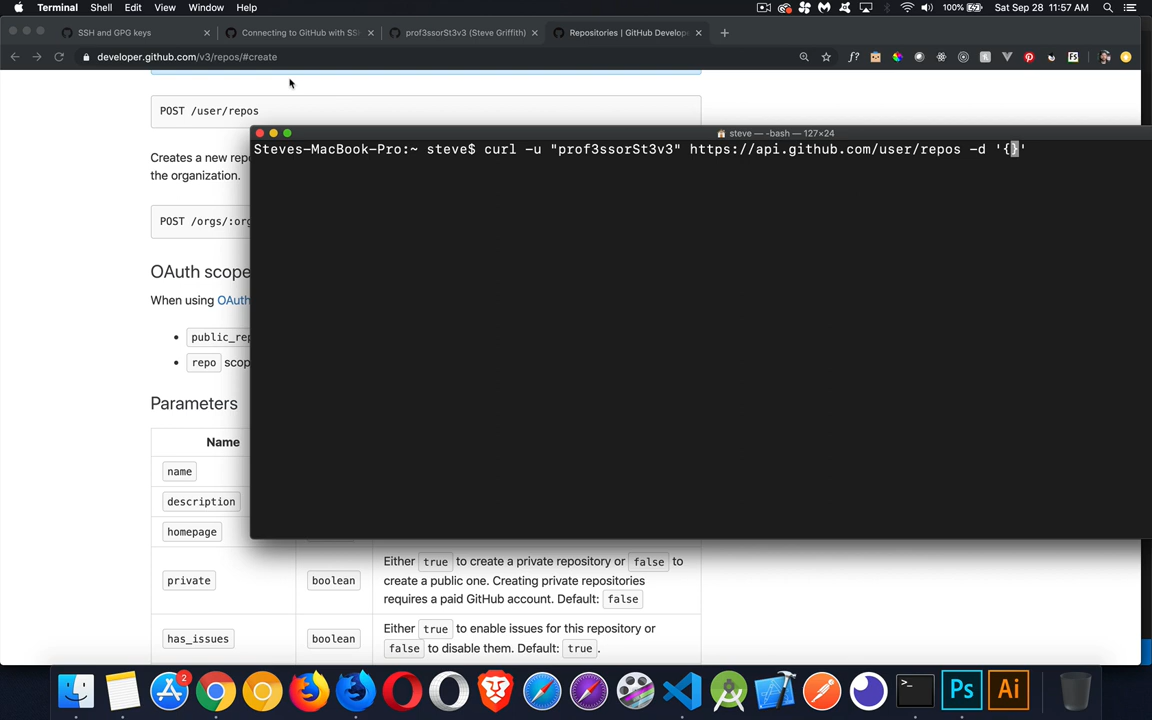 Terminal Shell Edit View Window Help 100% Sat Sep 28 11:57 AM
SSH and GPG keys
Connecting to GitHub with SSH
prof3ssorSt3v3 (Steve Griffith)
Repositories | GitHub Develope
developer.github.com/v3/repos/#create
f?
POST /user/repos
steve — -bash — 127×24
Steves-MacBook-Pro:~ steve$ curl -u "prof3ssorSt3v3" https://api.github.com/user/repos -d '{}'
Creates a new repo
the organization.
POST /orgs/:org
OAuth scope
When using OAuth
public_rep
repo scop
Parameters
Name
name
description
homepage
private
boolean
Either true to create a private repository or false to
create a public one. Creating private repositories
requires a paid GitHub account. Default: false
has_issues
boolean
Either true to enable issues for this repository or
false to disable them. Default: true .
2
>_
Ps
Ai